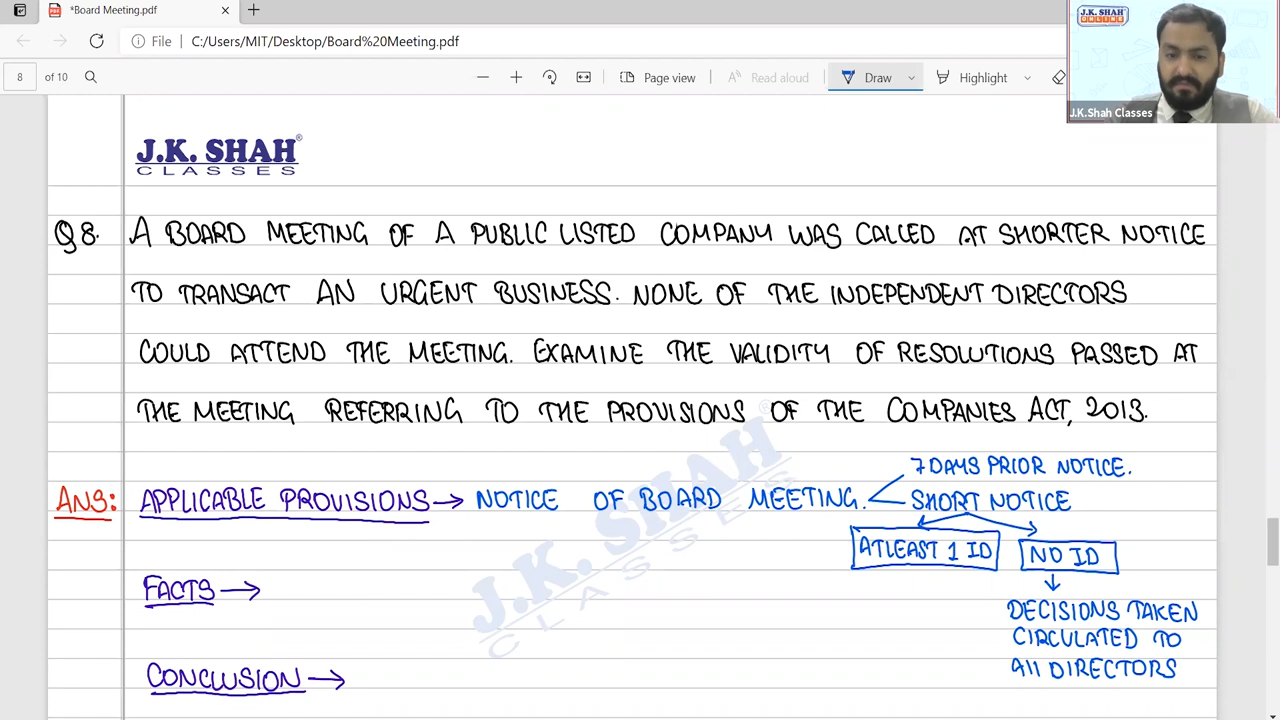 *Board Meeting.pdf
File C:/Users/MIT/Desktop/Board%20Meeting.pdf
8 of 10 Page view Read aloud Draw Highlight
J.K. SHAH ONLINE
J.K.Shah Classes
J.K. SHAH®
CLASSES
Q8. A BOARD MEETING OF A PUBLIC LISTED COMPANY WAS CALLED AT SHORTER NOTICE
TO TRANSACT AN URGENT BUSINESS. NONE OF THE INDEPENDENT DIRECTORS
COULD ATTEND THE MEETING. EXAMINE THE VALIDITY OF RESOLUTIONS PASSED AT
THE MEETING REFERRING TO THE PROVISIONS OF THE COMPANIES ACT, 2013.
7 DAYS PRIOR NOTICE.
ANS: APPLICABLE PROVISIONS → NOTICE OF BOARD MEETING. SHORT NOTICE
ATLEAST 1 ID NO ID
FACTS →
DECISIONS TAKEN
CIRCULATED TO
All DIRECTORS
CONCLUSION →
J.K. SHAH®
CLASSES